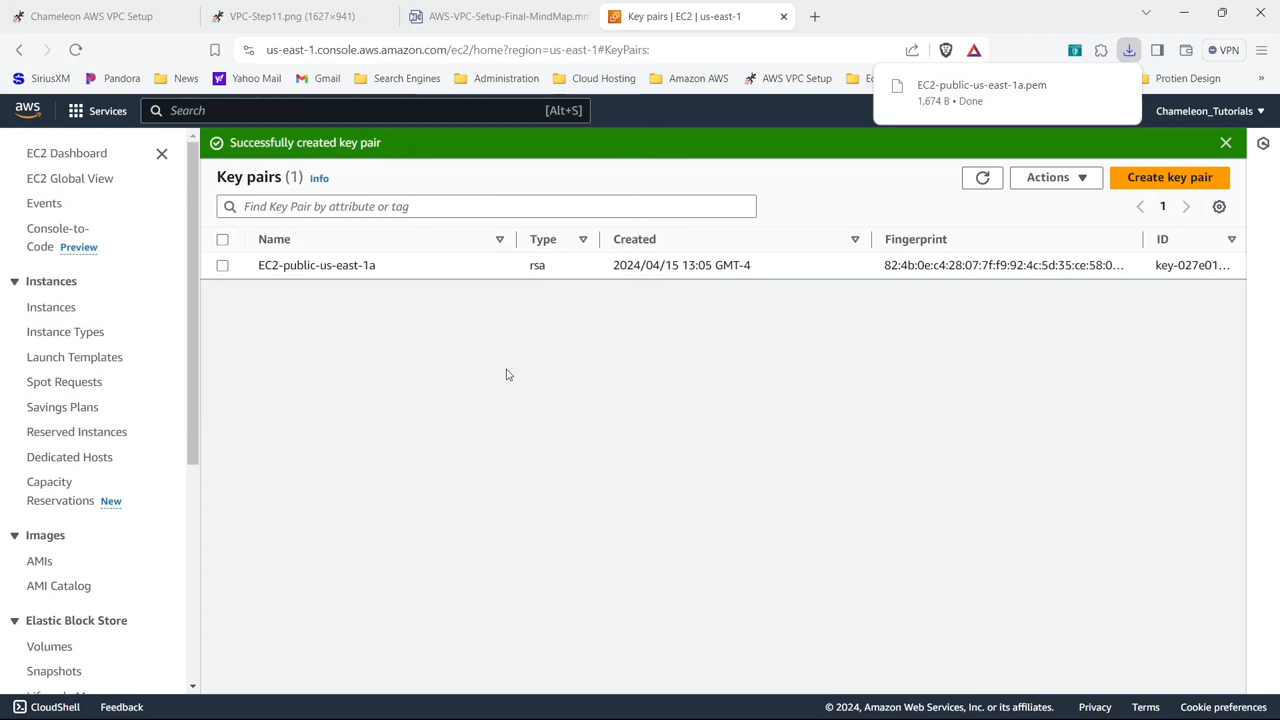 Chameleon AWS VPC Setup
VPC-Step11.png (1627×941)
AWS-VPC-Setup-Final-MindMap.mm
Key pairs | EC2 | us-east-1
us-east-1.console.aws.amazon.com/ec2/home?region=us-east-1#KeyPairs:
VPN
SiriusXM
Pandora
News
Yahoo Mail
Gmail
Search Engines
Administration
Cloud Hosting
Amazon AWS
AWS VPC Setup
Protien Design
»
EC2-public-us-east-1a.pem
1,674 B • Done
aws
Services
Search
[Alt+S]
Chameleon_Tutorials
EC2 Dashboard
EC2 Global View
Events
Console-to-
Code Preview
Instances
Instances
Instance Types
Launch Templates
Spot Requests
Savings Plans
Reserved Instances
Dedicated Hosts
Capacity
Reservations New
Images
AMIs
AMI Catalog
Elastic Block Store
Volumes
Snapshots
Successfully created key pair
Key pairs (1) Info
Actions
Create key pair
Find Key Pair by attribute or tag
1
Name
Type
Created
Fingerprint
ID
EC2-public-us-east-1a
rsa
2024/04/15 13:05 GMT-4
82:4b:0e:c4:28:07:7f:f9:92:4c:5d:35:ce:58:0...
key-027e01...
CloudShell
Feedback
© 2024, Amazon Web Services, Inc. or its affiliates.
Privacy
Terms
Cookie preferences